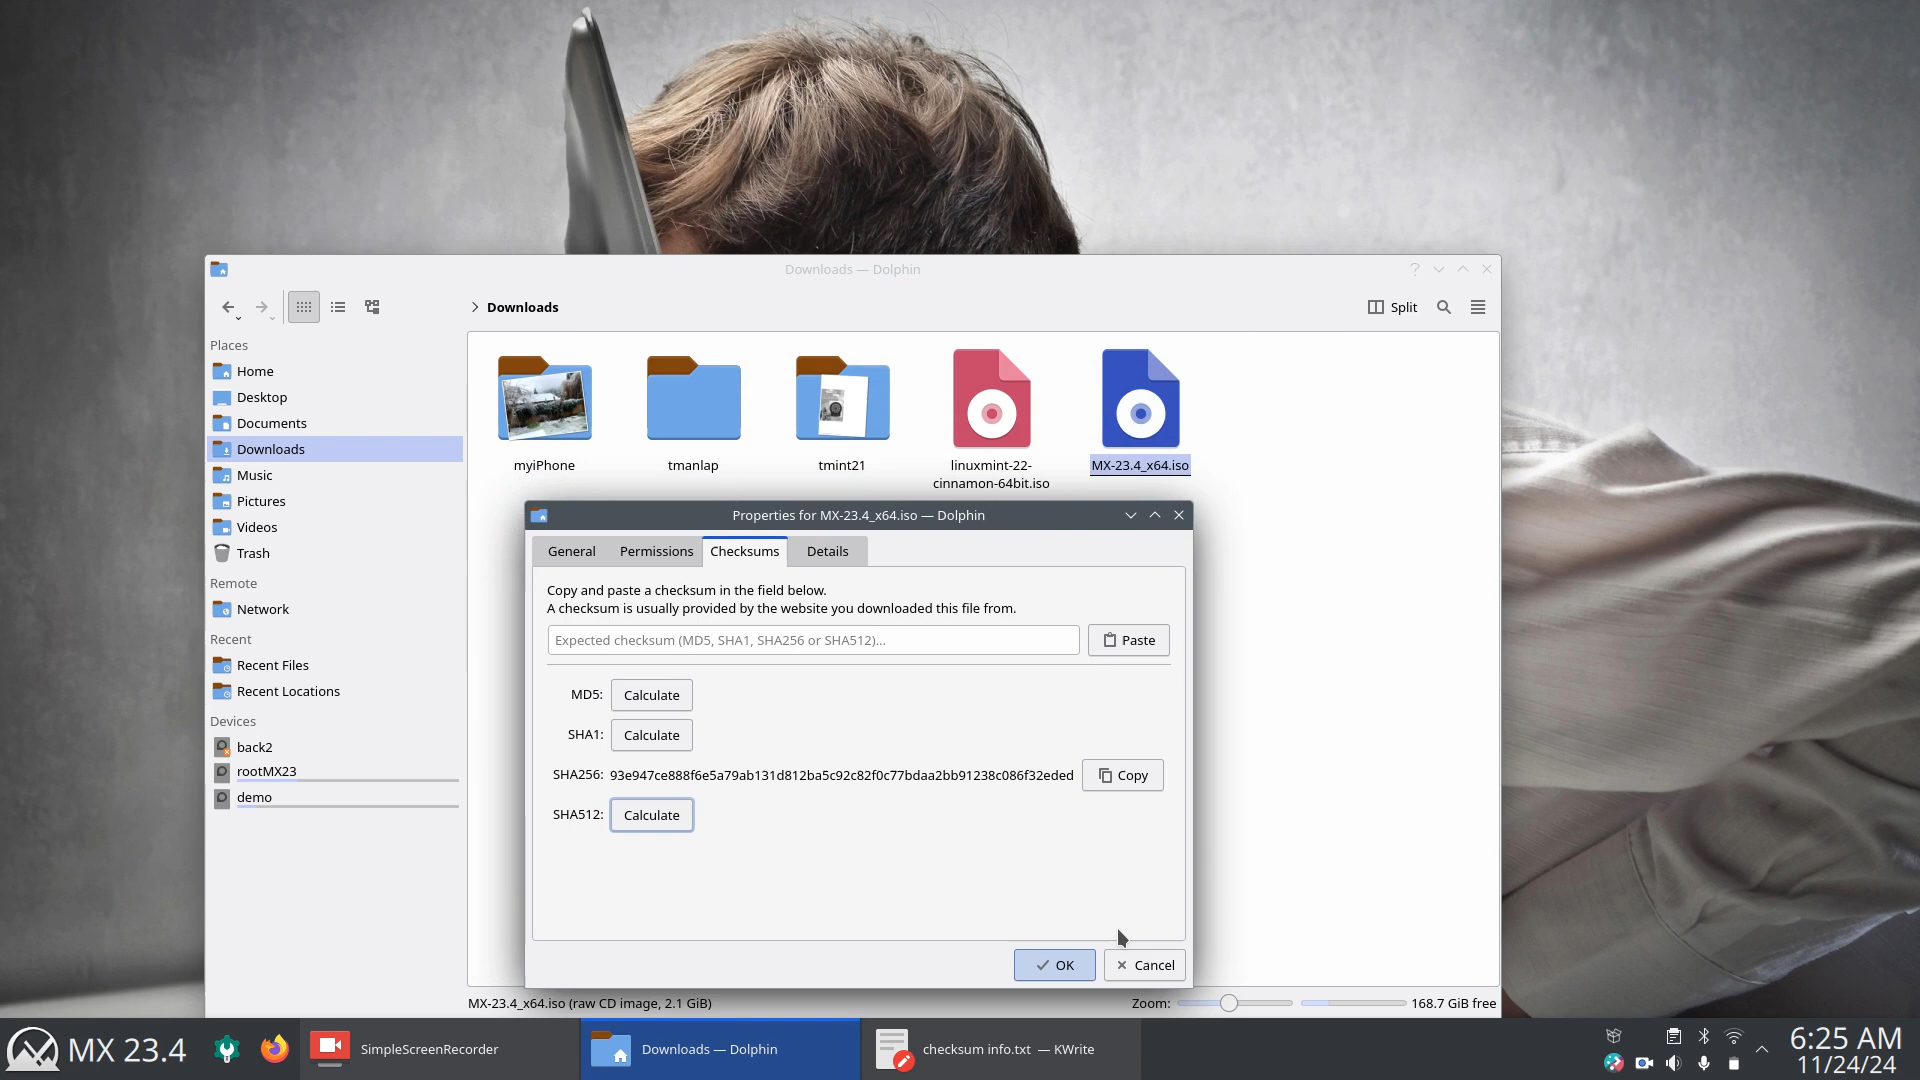 Downloads — Dolphin
Downloads
Split
Places
Home
Desktop
Documents
Downloads
Music
Pictures
Videos
Trash
Remote
Network
Recent
Recent Files
Recent Locations
Devices
back2
rootMX23
demo
myiPhone
tmanlap
tmint21
linuxmint-22-
cinnamon-64bit.iso
MX-23.4_x64.iso
Properties for MX-23.4_x64.iso — Dolphin
General
Permissions
Checksums
Details
Copy and paste a checksum in the field below.
A checksum is usually provided by the website you downloaded this file from.
Expected checksum (MD5, SHA1, SHA256 or SHA512)...
Paste
MD5: Calculate
SHA1: Calculate
SHA256: 93e947ce888f6e5a79ab131d812ba5c92c82f0c77bdaa2bb91238c086f32eded Copy
SHA512: Calculate
OK
Cancel
MX-23.4_x64.iso (raw CD image, 2.1 GiB)
Zoom:
168.7 GiB free
MX 23.4
SimpleScreenRecorder
Downloads — Dolphin
checksum info.txt — KWrite
6:25 AM
11/24/24